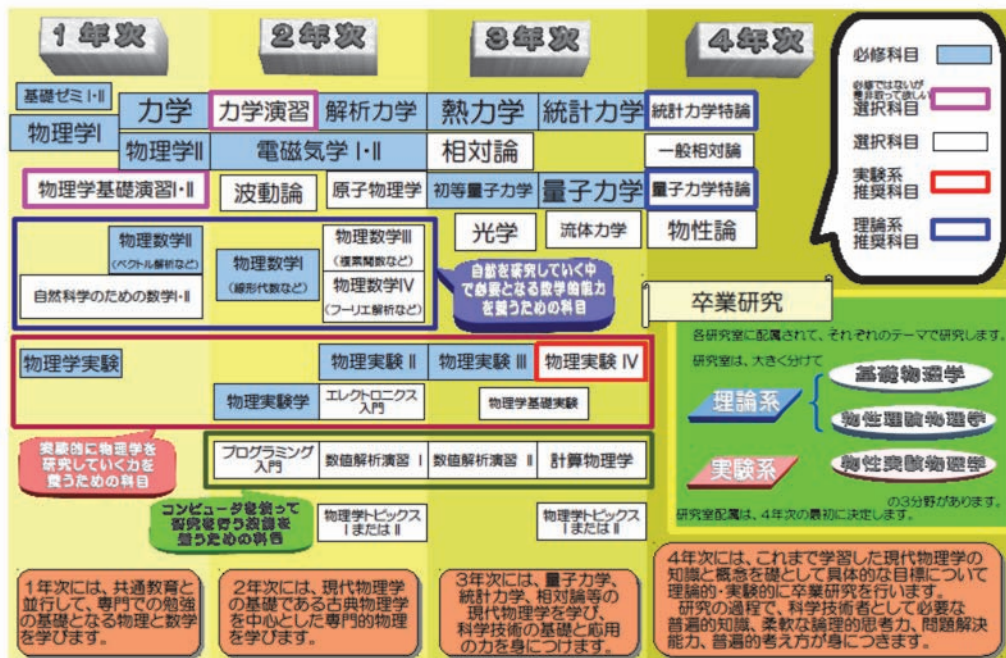 1年次
2年次
3年次
4年次
必修科目
必修ではないが
是非取って欲しい
選択科目
選択科目
実験系
推奨科目
理論系
推奨科目
基礎ゼミ I・II
物理学I
力学
力学演習
解析力学
熱力学
統計力学
統計力学特論
物理学II
電磁気学 I・II
相対論
一般相対論
物理学基礎演習I・II
波動論
原子物理学
初等量子力学
量子力学
量子力学特論
光学
流体力学
物性論
物理数学II
(ベクトル解析など)
自然科学のための数学I・II
物理数学I
(線形代数など)
物理数学III
(複素関数など)
物理数学IV
(フーリエ解析など)
自然を研究していく中
で必要となる数学的能力
を養うための科目
物理学実験
物理実験 II
物理実験 III
物理実験 IV
物理実験学
エレクトロニクス
入門
物理学基礎実験
実験的に物理学を
研究していく力を
養うための科目
プログラミング
入門
数値解析演習 I
数値解析演習 II
計算物理学
コンピュータを使って
研究を行う技術を
養うための科目
物理学トピックス
I または II
物理学トピックス
I または II
卒業研究
各研究室に配属されて、それぞれのテーマで研究します。
研究室は、大きく分けて
理論系
基礎物理学
物性理論物理学
実験系
物性実験物理学
の3分野があります。
研究室配属は、4年次の最初に決定します。
1年次には、共通教育と
並行して、専門での勉強
の基礎となる物理と数学
を学びます。
2年次には、現代物理学
の基礎である古典物理学
を中心とした専門的物理
を学びます。
3年次には、量子力学、
統計力学、相対論等の
現代物理学を学び、
科学技術の基礎と応用
の力を身につけます。
4年次には、これまで学習した現代物理学の
知識と概念を礎として具体的な目標について
理論的・実験的に卒業研究を行います。
研究の過程で、科学技術者として必要な
普遍的知識、柔軟な論理的思考力、問題解決
能力、普遍的考え方が身につきます。